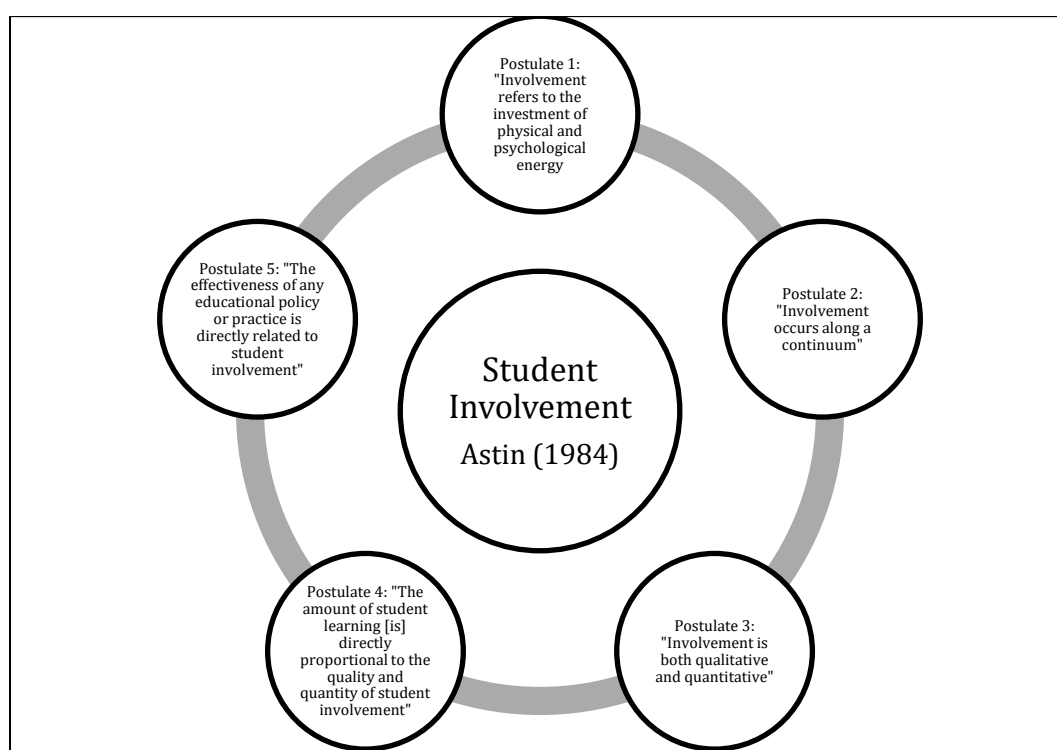 Postulate 1:
"Involvement
refers to the
investment of
physical and
psychological
energy
Postulate 2:
"Involvement
occurs along a
continuum"
Postulate 3:
"Involvement is
both qualitative
and quantitative"
Postulate 4: "The
amount of student
learning [is]
directly
proportional to the
quality and
quantity of student
involvement"
Postulate 5: "The
effectiveness of any
educational policy
or practice is
directly related to
student
involvement"
Student
Involvement
Astin (1984)